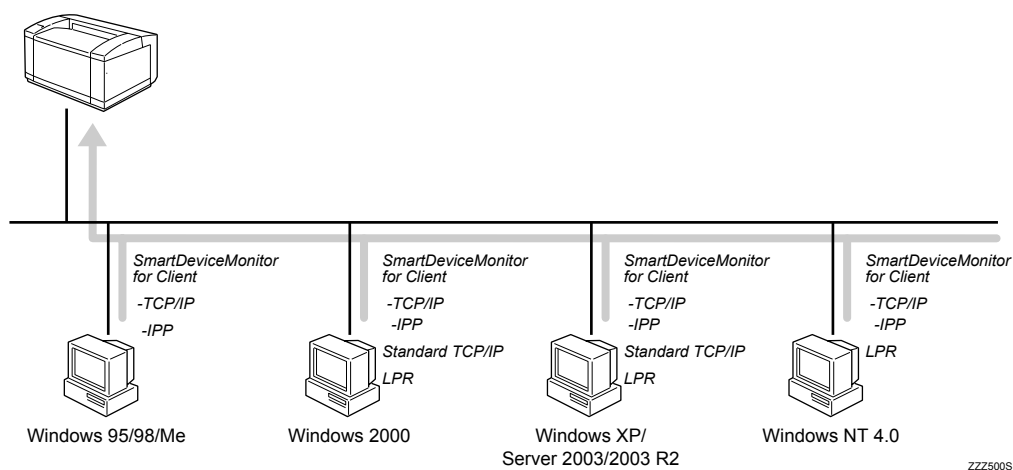 SmartDeviceMonitor
for Client
-TCP/IP
-IPP
Windows 95/98/Me
SmartDeviceMonitor
for Client
-TCP/IP
-IPP
Standard TCP/IP
LPR
Windows 2000
SmartDeviceMonitor
for Client
-TCP/IP
-IPP
Standard TCP/IP
LPR
Windows XP/
Server 2003/2003 R2
SmartDeviceMonitor
for Client
-TCP/IP
-IPP
LPR
Windows NT 4.0
ZZZ500S